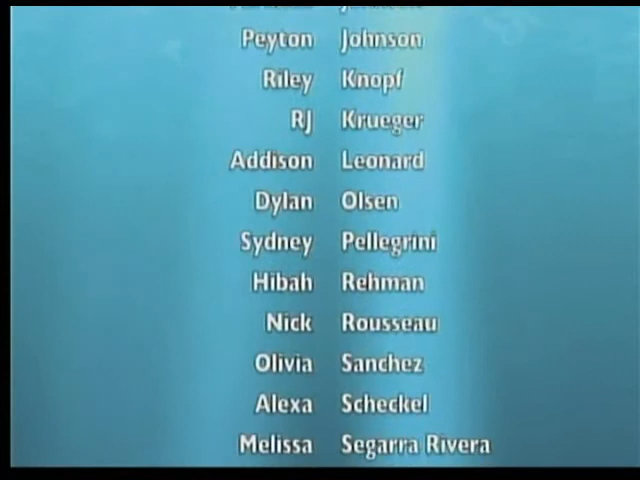 Peyton Johnson
Riley Knopf
RJ Krueger
Addison Leonard
Dylan Olsen
Sydney Pellegrini
Hibah Rehman
Nick Rousseau
Olivia Sanchez
Alexa Scheckel
Melissa Segarra Rivera